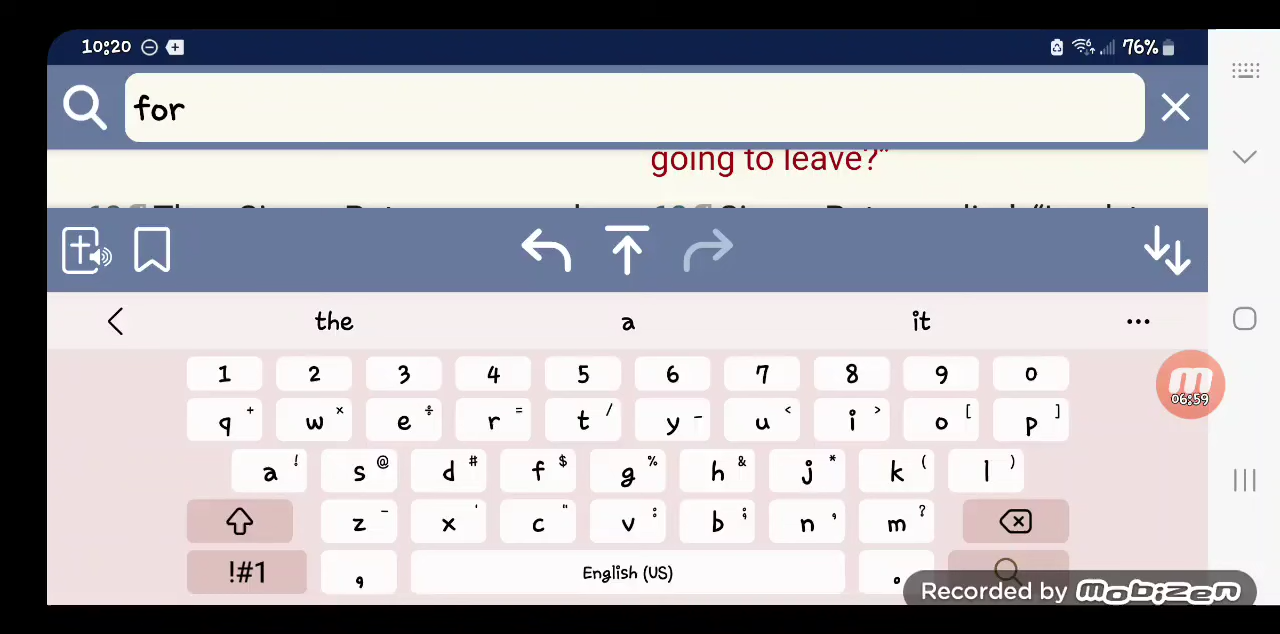 10:20 76%
for
going to leave?"
the a it ...
1 2 3 4 5 6 7 8 9 0
q + w × e ÷ r = t / y - u < i > o [ p ]
a ! s @ d # f $ g % h & j * k ( l )
z - x ' c " v : b ; n , m ?
!#1 , English (US) .
06:59
Recorded by mobizen